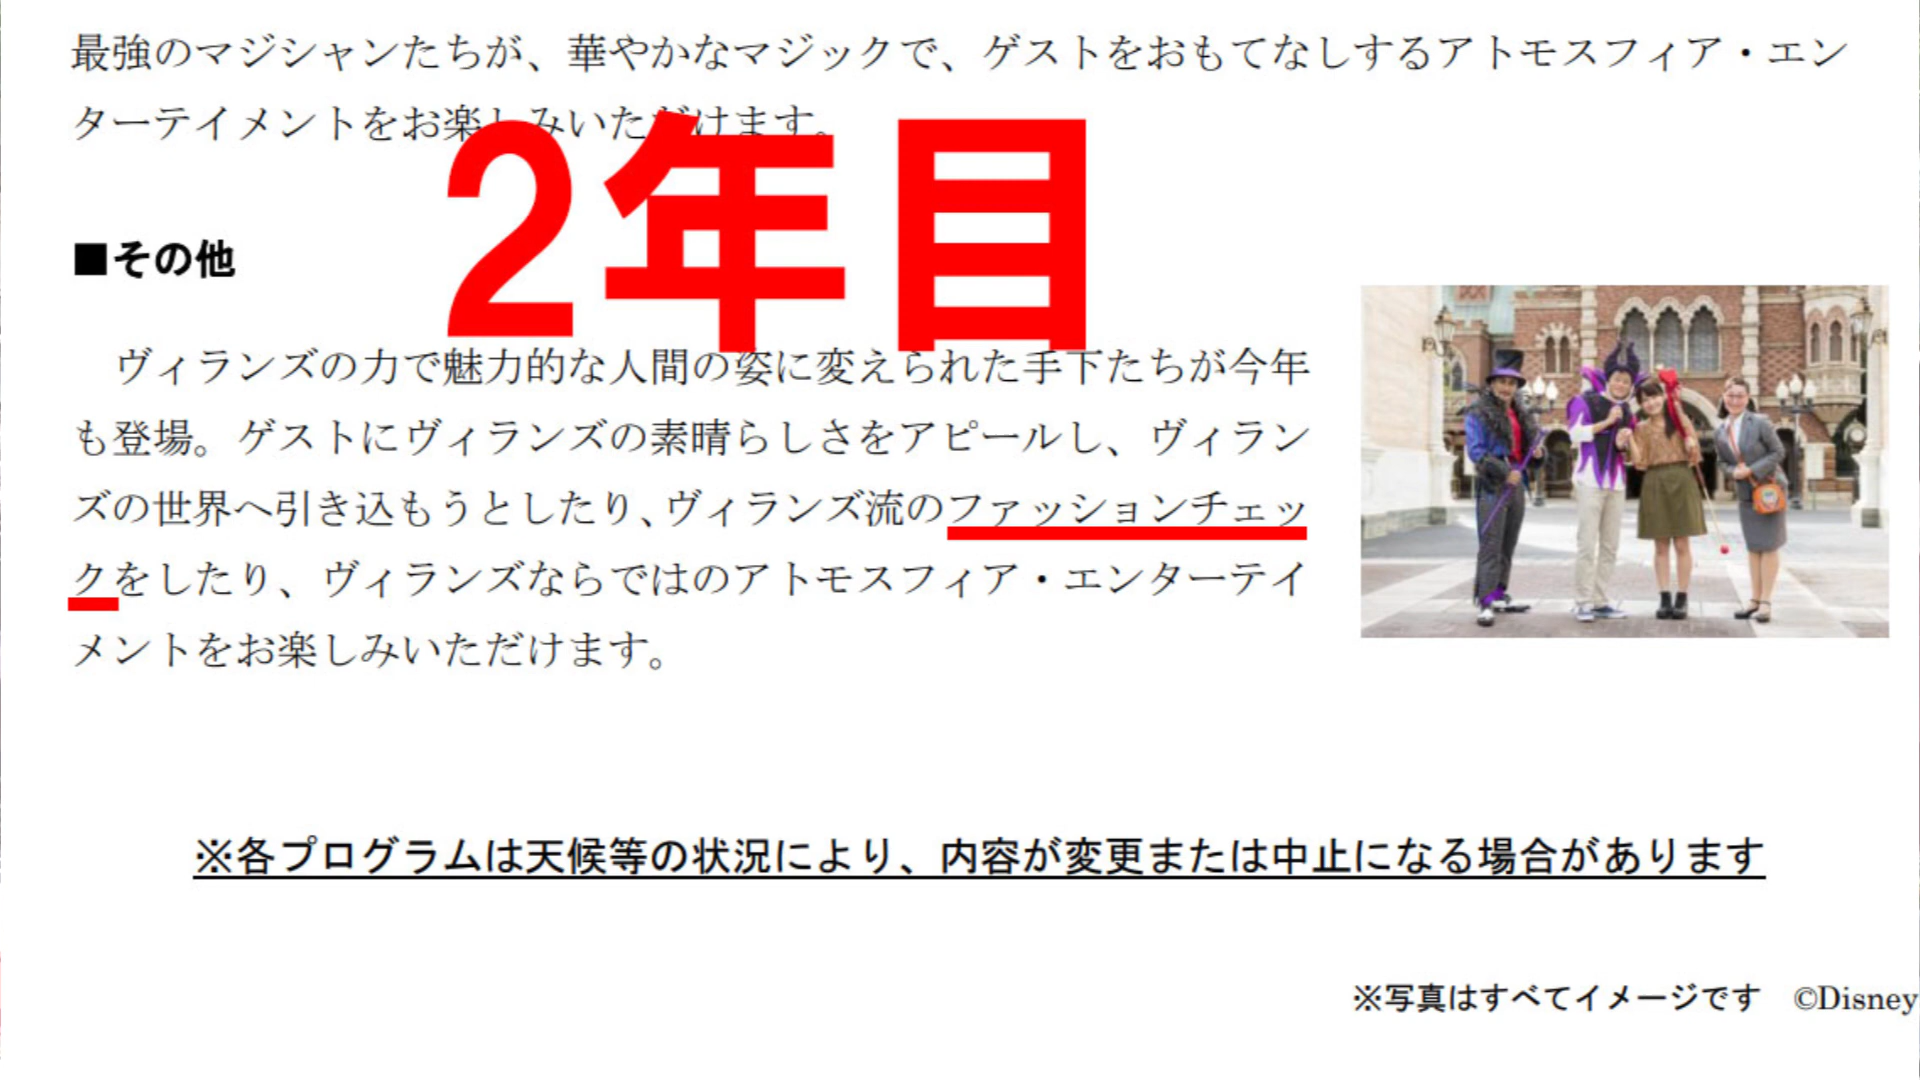 最強のマジシャンたちが、華やかなマジックで、ゲストをおもてなしするアトモスフィア・エン
ターテイメントをお楽しみいただけます。
2年目
■その他
ヴィランズの力で魅力的な人間の姿に変えられた手下たちが今年
も登場。ゲストにヴィランズの素晴らしさをアピールし、ヴィラン
ズの世界へ引き込もうとしたり、ヴィランズ流のファッションチェッ
クをしたり、ヴィランズならではのアトモスフィア・エンターテイ
メントをお楽しみいただけます。
※各プログラムは天候等の状況により、内容が変更または中止になる場合があります
※写真はすべてイメージです ©Disney